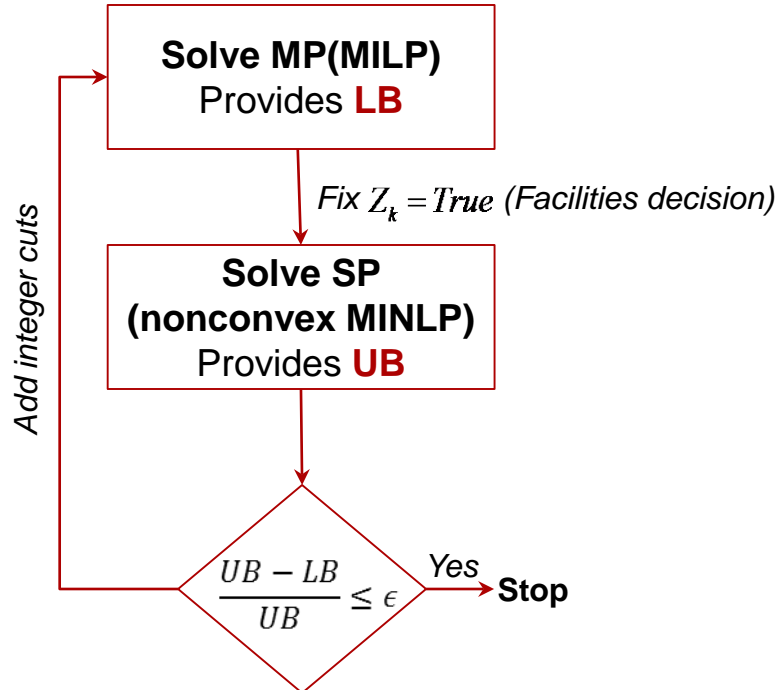 Solve MP(MILP)
Provides LB
Fix Z_k = True (Facilities decision)
Solve SP
(nonconvex MINLP)
Provides UB
Add integer cuts
(UB − LB)/UB ≤ ϵ
Yes
Stop